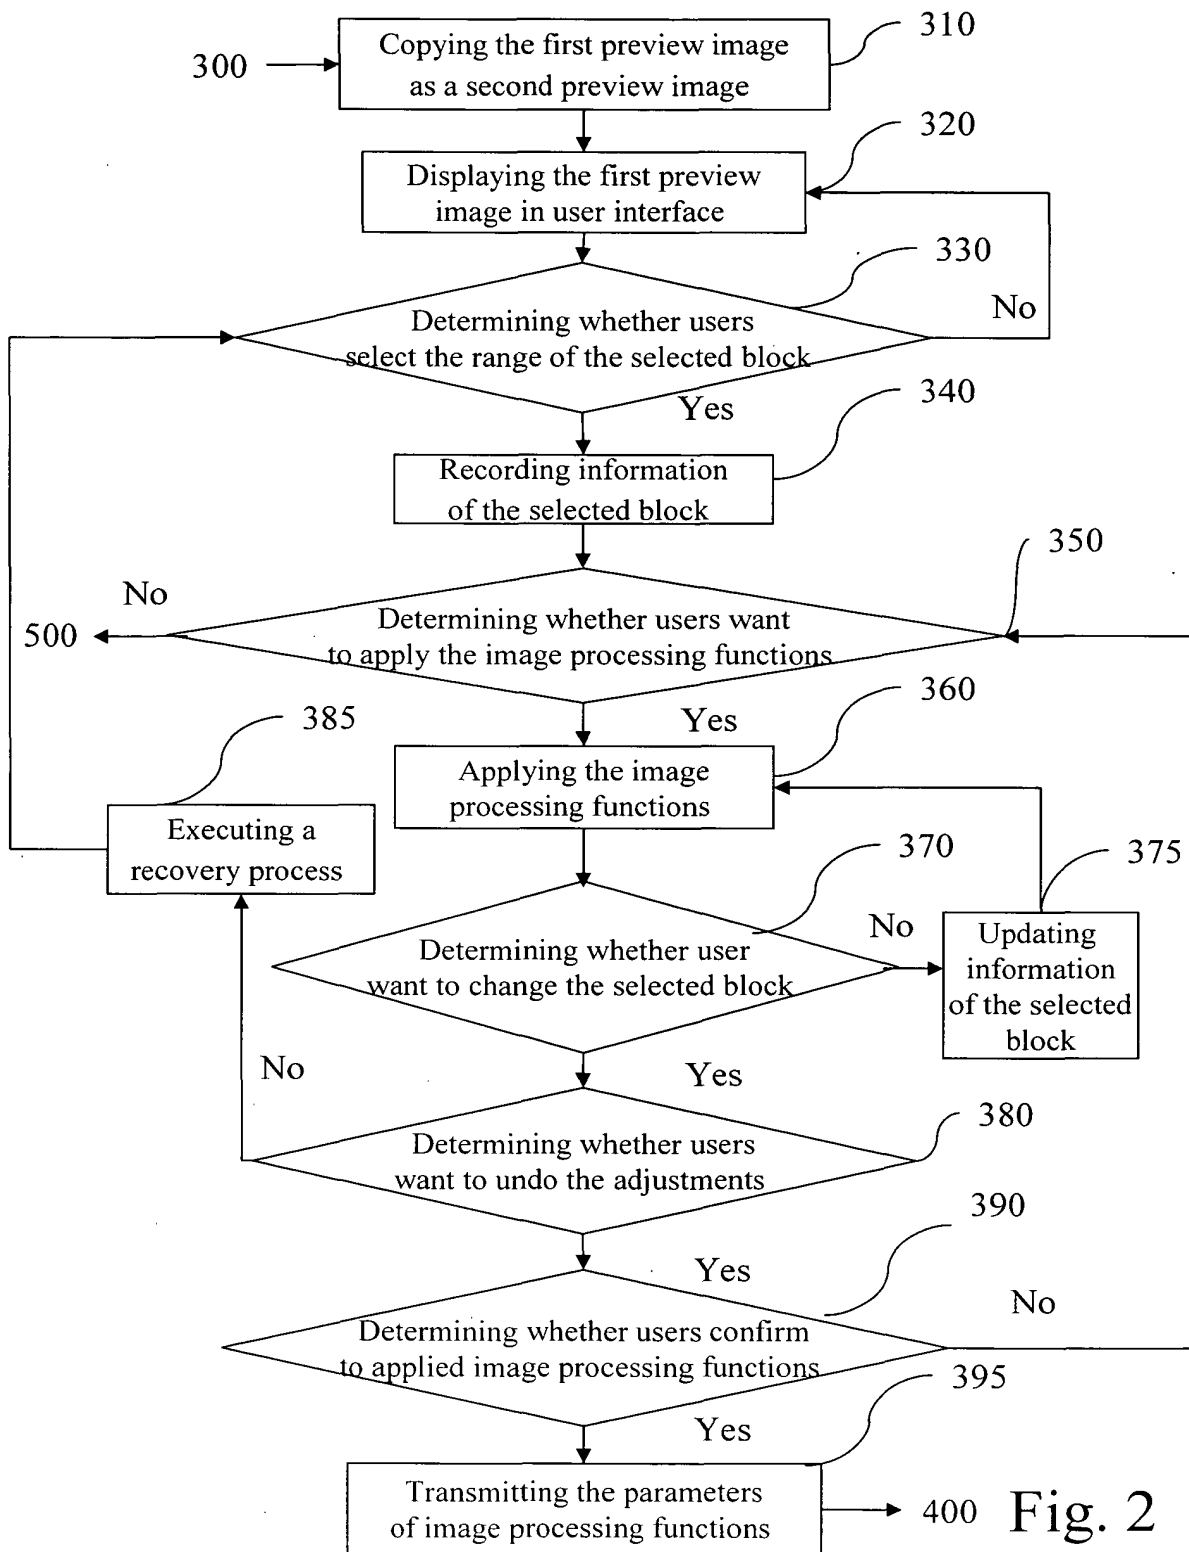 310
Copying the first preview image
as a second preview image
300
320
Displaying the first preview
image in user interface
330
No
Determining whether users
select the range of the selected block
340
Yes
Recording information
of the selected block
350
No
Determining whether users want
to apply the image processing functions
500
360
Yes
385
Applying the image
processing functions
Executing a
recovery process
370
375
No
Determining whether user
want to change the selected block
Updating
information
of the selected
block
No
Yes
380
Determining whether users
want to undo the adjustments
390
Yes
No
Determining whether users confirm
to applied image processing functions
395
Yes
Transmitting the parameters
of image processing functions
400
Fig. 2